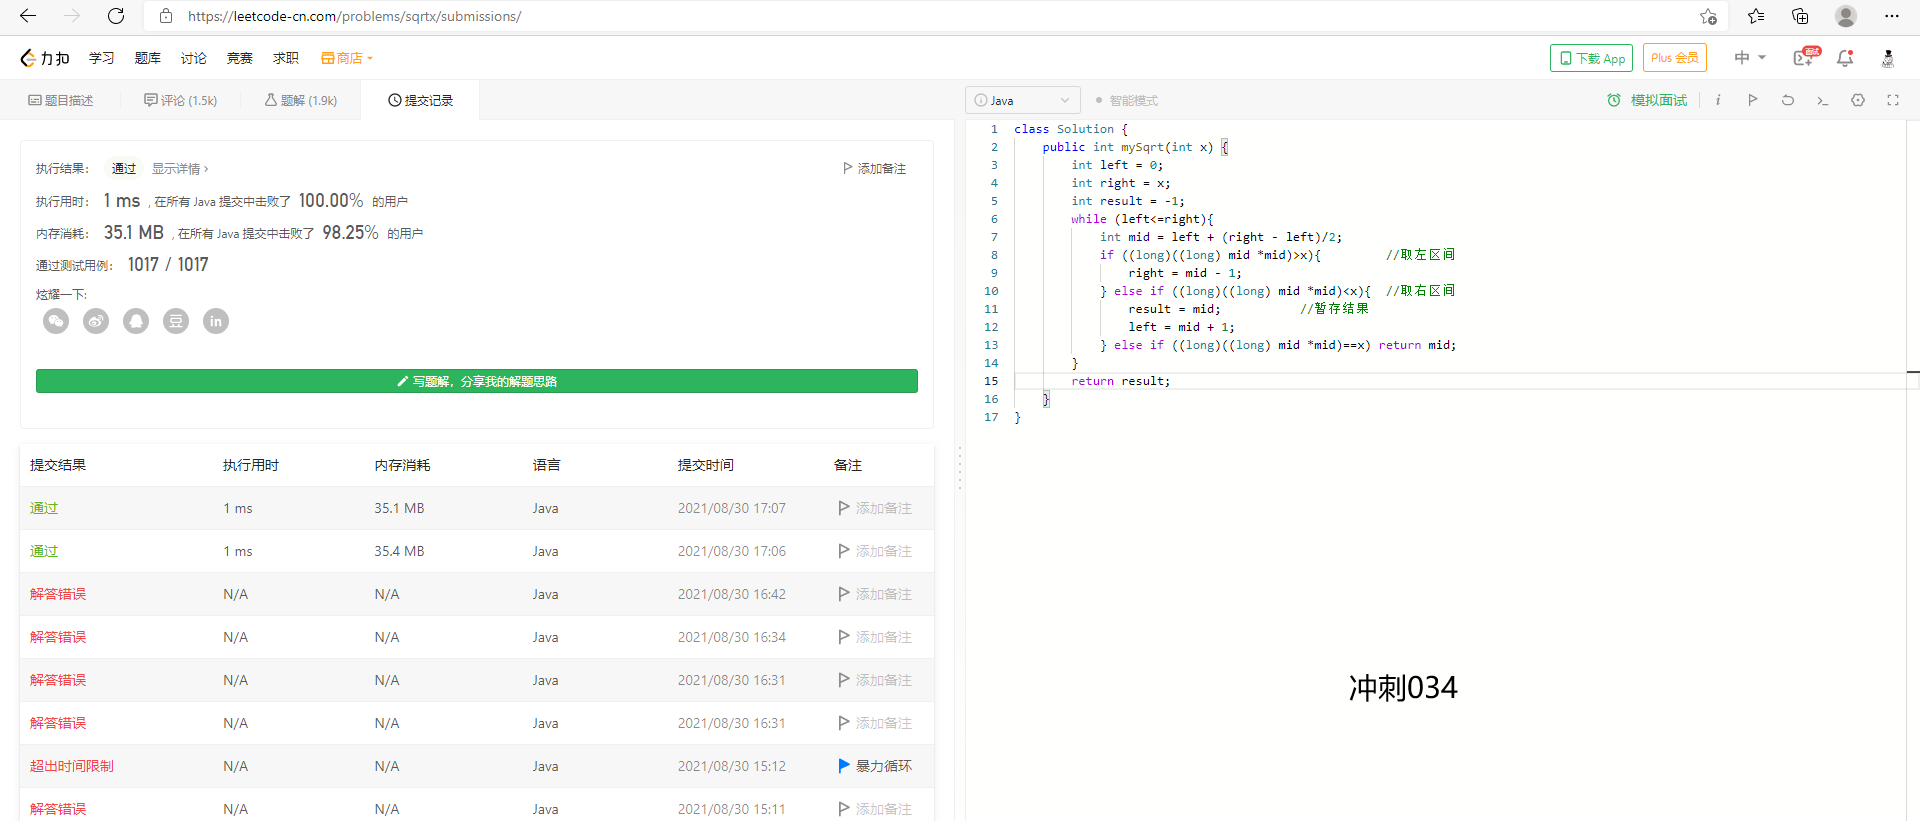 https://leetcode-cn.com/problems/sqrtx/submissions/
力扣 学习 题库 讨论 竞赛 求职 商店 下载 App Plus 会员 中 面试
题目描述 评论 (1.5k) 题解 (1.9k) 提交记录
Java 智能模式 模拟面试 i
执行结果： 通过 显示详情 › 添加备注
执行用时： 1 ms , 在所有 Java 提交中击败了 100.00% 的用户
内存消耗： 35.1 MB , 在所有 Java 提交中击败了 98.25% 的用户
通过测试用例： 1017 / 1017
炫耀一下:
豆 in
写题解，分享我的解题思路
提交结果 执行用时 内存消耗 语言 提交时间 备注
通过 1 ms 35.1 MB Java 2021/08/30 17:07 添加备注
通过 1 ms 35.4 MB Java 2021/08/30 17:06 添加备注
解答错误 N/A N/A Java 2021/08/30 16:42 添加备注
解答错误 N/A N/A Java 2021/08/30 16:34 添加备注
解答错误 N/A N/A Java 2021/08/30 16:31 添加备注
解答错误 N/A N/A Java 2021/08/30 16:31 添加备注
超出时间限制 N/A N/A Java 2021/08/30 15:12 暴力循环
解答错误 N/A N/A Java 2021/08/30 15:11 添加备注
1 class Solution {
2 public int mySqrt(int x) {
3 int left = 0;
4 int right = x;
5 int result = -1;
6 while (left<=right){
7 int mid = left + (right - left)/2;
8 if ((long)((long) mid *mid)>x){ //取左区间
9 right = mid - 1;
10 } else if ((long)((long) mid *mid)<x){ //取右区间
11 result = mid; //暂存结果
12 left = mid + 1;
13 } else if ((long)((long) mid *mid)==x) return mid;
14 }
15 return result;
16 }
17 }
冲刺034